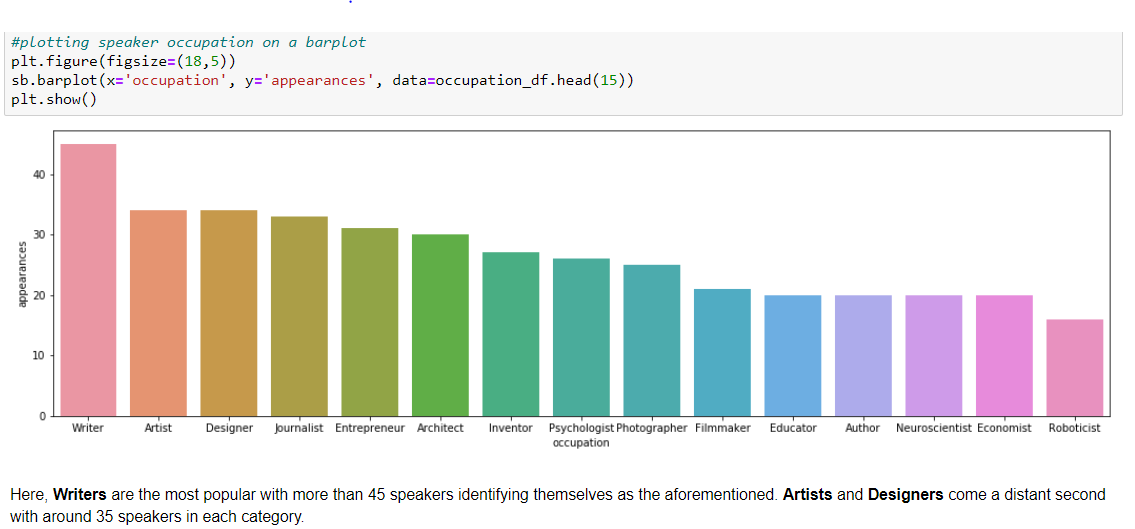 #plotting speaker occupation on a barplot
plt.figure(figsize=(18,5))
sb.barplot(x='occupation', y='appearances', data=occupation_df.head(15))
plt.show()
appearances
40
30
20
10
0
Writer Artist Designer Journalist Entrepreneur Architect Inventor Psychologist Photographer Filmmaker Educator Author Neuroscientist Economist Roboticist
occupation
Here, Writers are the most popular with more than 45 speakers identifying themselves as the aforementioned. Artists and Designers come a distant second
with around 35 speakers in each category.